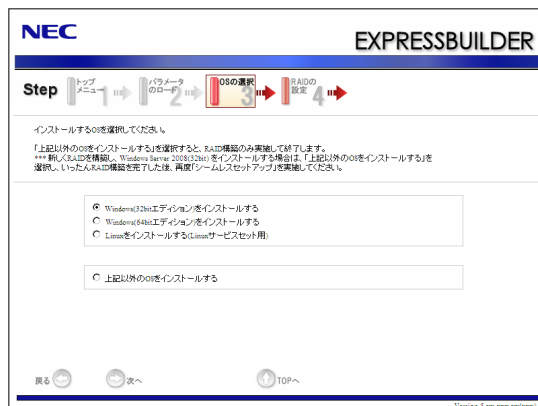 NEC
EXPRESSBUILDER
Step
トップメニュー 1
パラメータのロード 2
OSの選択 3
RAIDの設定 4
インストールするOSを選択してください。
「上記以外のOSをインストールする」を選択すると、RAID構築のみ実施して終了します。
*** 新しくRAIDを構築し、Windows Server 2008(32bit) をインストールする場合は、「上記以外のOSをインストールする」を
選択し、いったんRAID構築を完了した後、再度「シームレスセットアップ」を実施してください。
Windows(32bitエディション)をインストールする
Windows(64bitエディション)をインストールする
Linuxをインストールする(Linuxサービスセット用)
上記以外のOSをインストールする
戻る
次へ
TOPへ